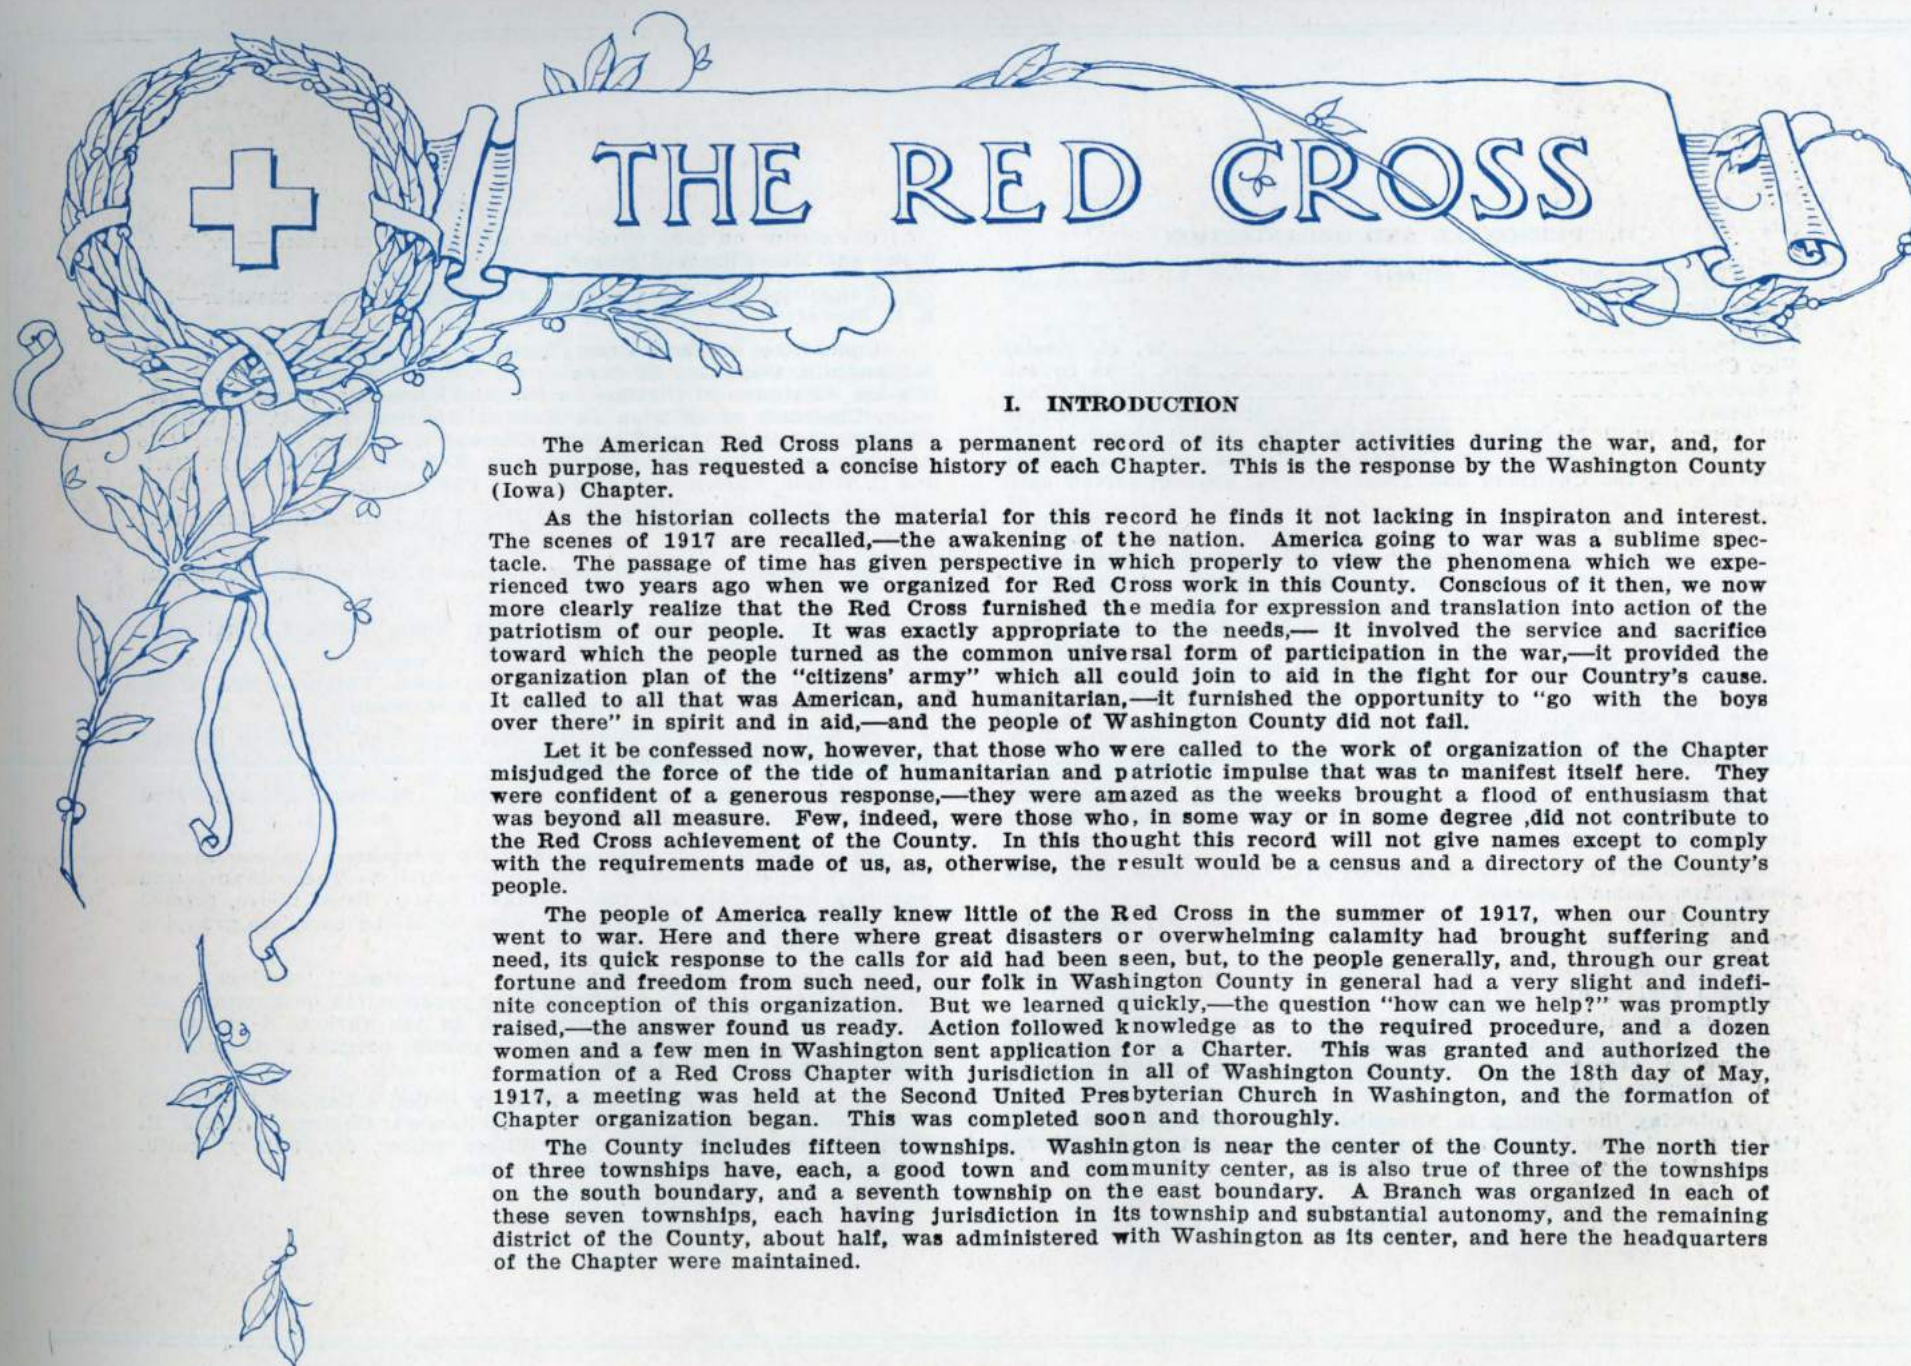 THE RED CROSS
I. INTRODUCTION
The American Red Cross plans a permanent record of its chapter activities during the war, and, for
such purpose, has requested a concise history of each Chapter. This is the response by the Washington County
(Iowa) Chapter.
As the historian collects the material for this record he finds it not lacking in inspiraton and interest.
The scenes of 1917 are recalled,—the awakening of the nation. America going to war was a sublime spec-
tacle. The passage of time has given perspective in which properly to view the phenomena which we expe-
rienced two years ago when we organized for Red Cross work in this County. Conscious of it then, we now
more clearly realize that the Red Cross furnished the media for expression and translation into action of the
patriotism of our people. It was exactly appropriate to the needs,— it involved the service and sacrifice
toward which the people turned as the common universal form of participation in the war,—it provided the
organization plan of the "citizens' army" which all could join to aid in the fight for our Country's cause.
It called to all that was American, and humanitarian,—it furnished the opportunity to "go with the boys
over there" in spirit and in aid,—and the people of Washington County did not fail.
Let it be confessed now, however, that those who were called to the work of organization of the Chapter
misjudged the force of the tide of humanitarian and patriotic impulse that was to manifest itself here. They
were confident of a generous response,—they were amazed as the weeks brought a flood of enthusiasm that
was beyond all measure. Few, indeed, were those who, in some way or in some degree ,did not contribute to
the Red Cross achievement of the County. In this thought this record will not give names except to comply
with the requirements made of us, as, otherwise, the result would be a census and a directory of the County's
people.
The people of America really knew little of the Red Cross in the summer of 1917, when our Country
went to war. Here and there where great disasters or overwhelming calamity had brought suffering and
need, its quick response to the calls for aid had been seen, but, to the people generally, and, through our great
fortune and freedom from such need, our folk in Washington County in general had a very slight and indefi-
nite conception of this organization. But we learned quickly,—the question "how can we help?" was promptly
raised,—the answer found us ready. Action followed knowledge as to the required procedure, and a dozen
women and a few men in Washington sent application for a Charter. This was granted and authorized the
formation of a Red Cross Chapter with jurisdiction in all of Washington County. On the 18th day of May,
1917, a meeting was held at the Second United Presbyterian Church in Washington, and the formation of
Chapter organization began. This was completed soon and thoroughly.
The County includes fifteen townships. Washington is near the center of the County. The north tier
of three townships have, each, a good town and community center, as is also true of three of the townships
on the south boundary, and a seventh township on the east boundary. A Branch was organized in each of
these seven townships, each having jurisdiction in its township and substantial autonomy, and the remaining
district of the County, about half, was administered with Washington as its center, and here the headquarters
of the Chapter were maintained.